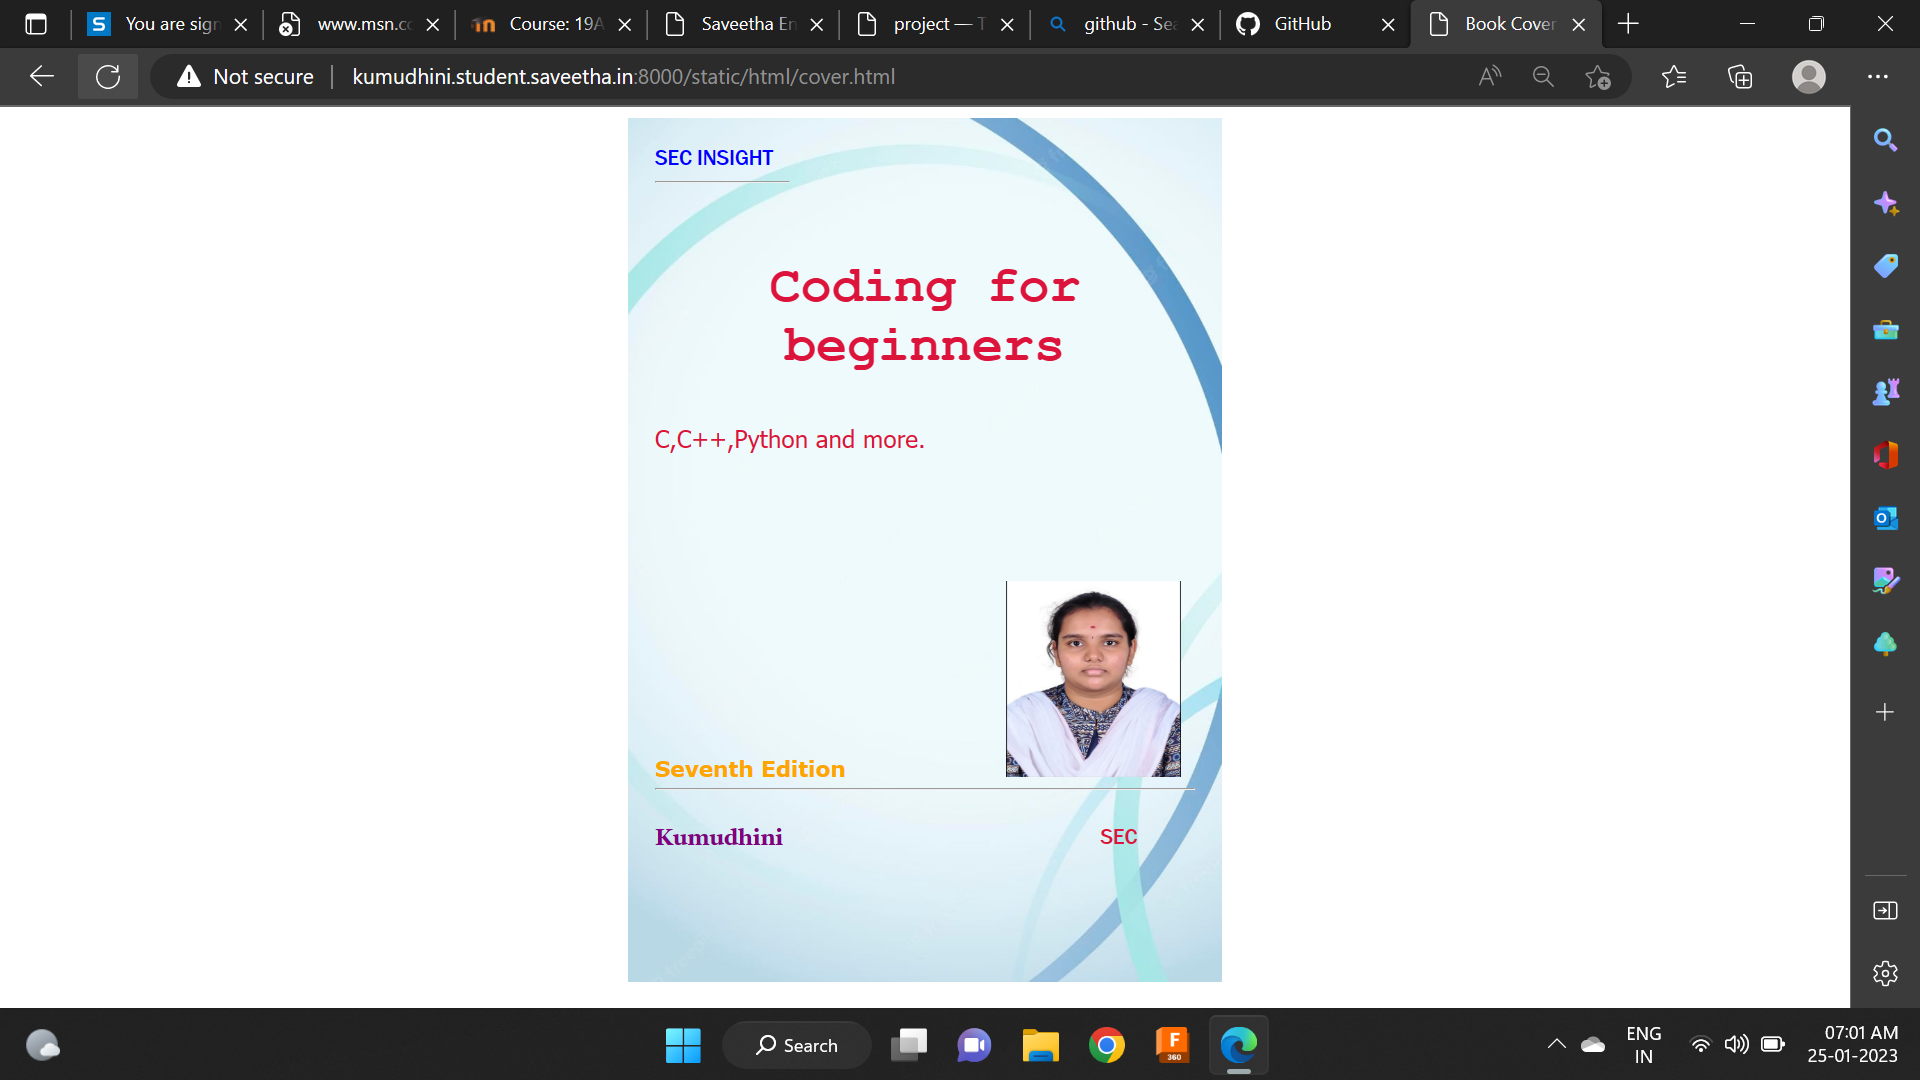 You are sign
www.msn.co
Course: 19A
Saveetha En
project — T
github - Sea
GitHub
Book Cover
Not secure
kumudhini.student.saveetha.in:8000/static/html/cover.html
SEC INSIGHT
Coding for
beginners
C,C++,Python and more.
Seventh Edition
Kumudhini
SEC
Search
ENG
IN
07:01 AM
25-01-2023